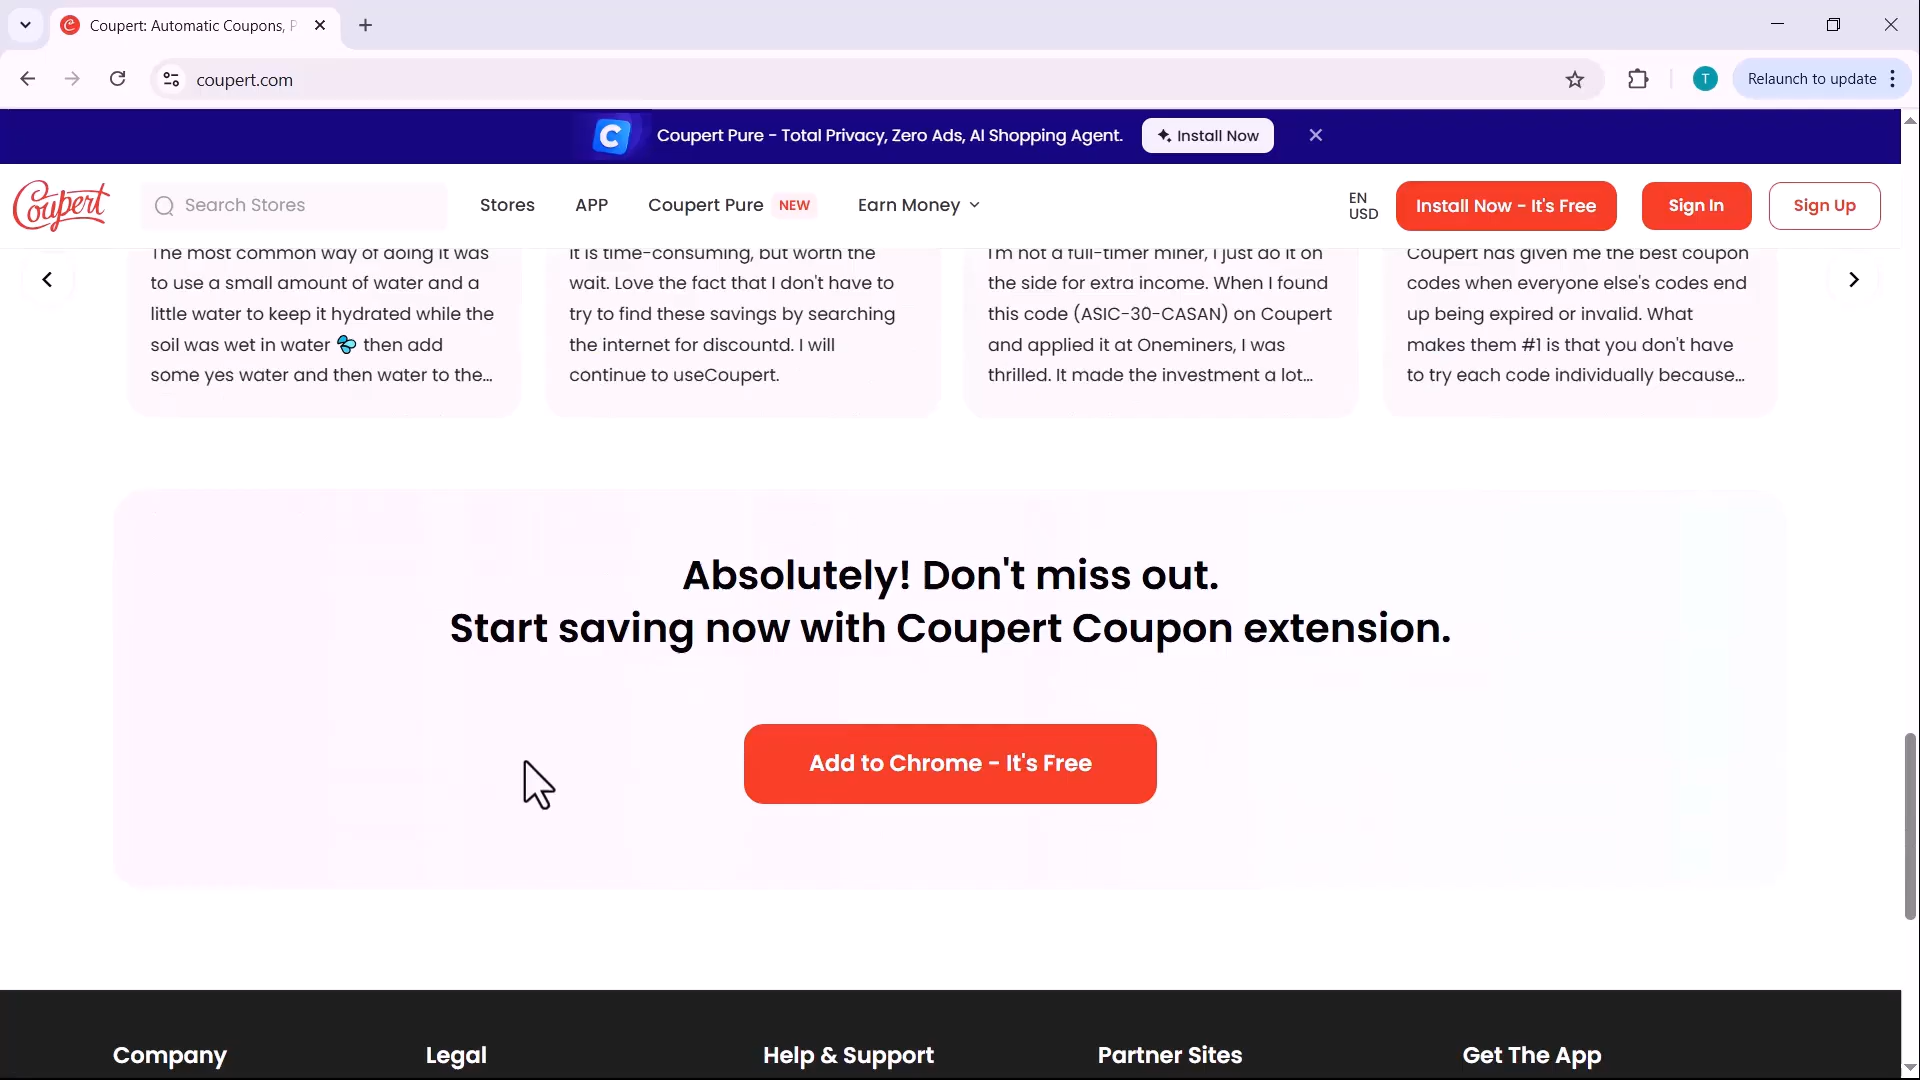 Coupert: Automatic Coupons, P
coupert.com
T
Relaunch to update
C
Coupert Pure - Total Privacy, Zero Ads, AI Shopping Agent.
Install Now
Coupert
Search Stores
Stores
APP
Coupert Pure
NEW
Earn Money
EN
USD
Install Now - It's Free
Sign In
Sign Up
The most common way of doing it was
to use a small amount of water and a
little water to keep it hydrated while the
soil was wet in water 💦 then add
some yes water and then water to the...
It is time-consuming, but worth the
wait. Love the fact that I don't have to
try to find these savings by searching
the internet for discountd. I will
continue to useCoupert.
I'm not a full-timer miner, I just do it on
the side for extra income. When I found
this code (ASIC-30-CASAN) on Coupert
and applied it at Oneminers, I was
thrilled. It made the investment a lot...
Coupert has given me the best coupon
codes when everyone else's codes end
up being expired or invalid. What
makes them #1 is that you don't have
to try each code individually because...
Absolutely! Don't miss out.
Start saving now with Coupert Coupon extension.
Add to Chrome - It's Free
Company
Legal
Help & Support
Partner Sites
Get The App